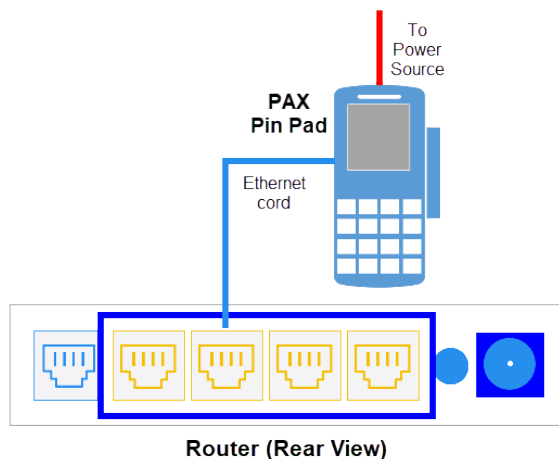 To
Power
Source
PAX
Pin Pad
Ethernet
cord
Router (Rear View)